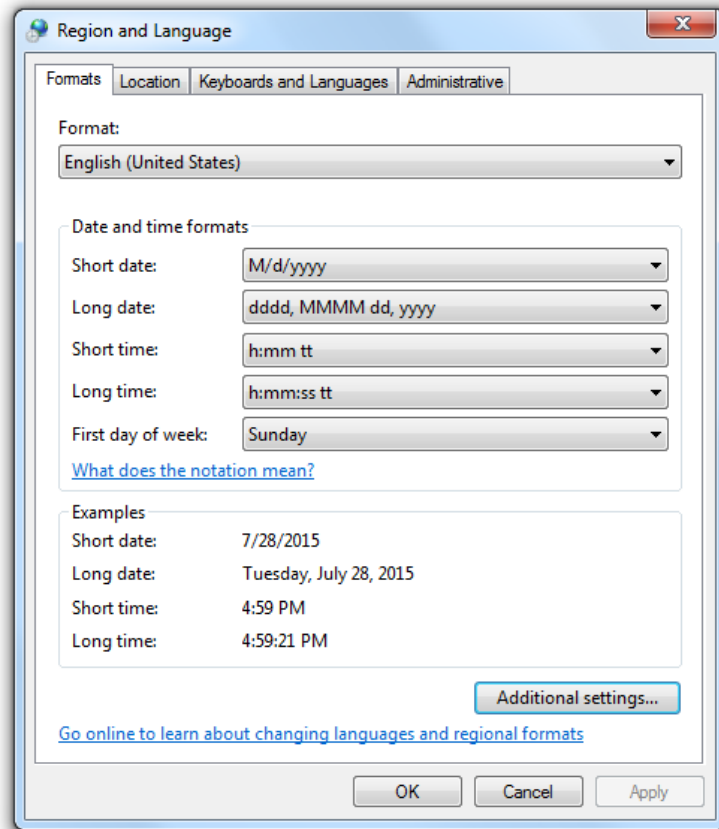 Region and Language
Formats Location Keyboards and Languages Administrative
Format:
English (United States)
Date and time formats
Short date: M/d/yyyy
Long date: dddd, MMMM dd, yyyy
Short time: h:mm tt
Long time: h:mm:ss tt
First day of week: Sunday
What does the notation mean?
Examples
Short date: 7/28/2015
Long date: Tuesday, July 28, 2015
Short time: 4:59 PM
Long time: 4:59:21 PM
Additional settings...
Go online to learn about changing languages and regional formats
OK Cancel Apply